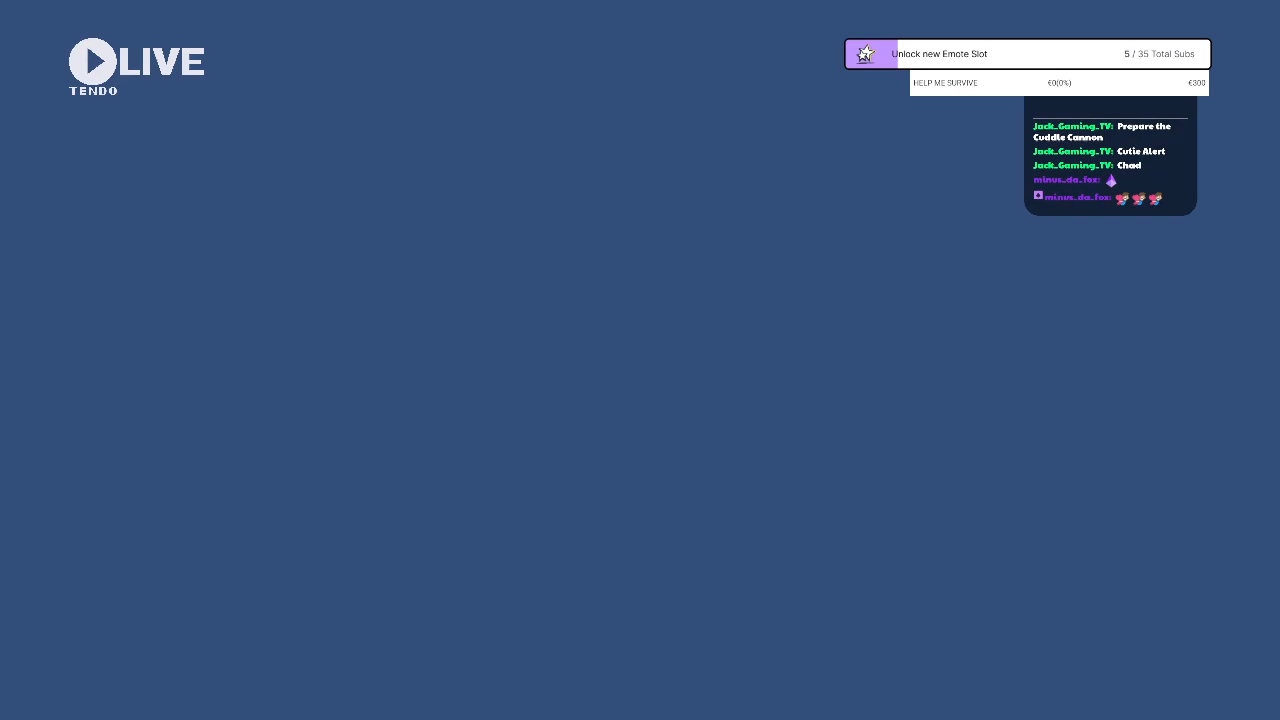 LIVE
TENDO
Unlock new Emote Slot 5 / 35 Total Subs
HELP ME SURVIVE €0(0%) €300
Jack_Gaming_TV: Prepare the
Cuddle Cannon
Jack_Gaming_TV: Cutie Alert
Jack_Gaming_TV: Chad
minus_da_fox:
minus_da_fox: